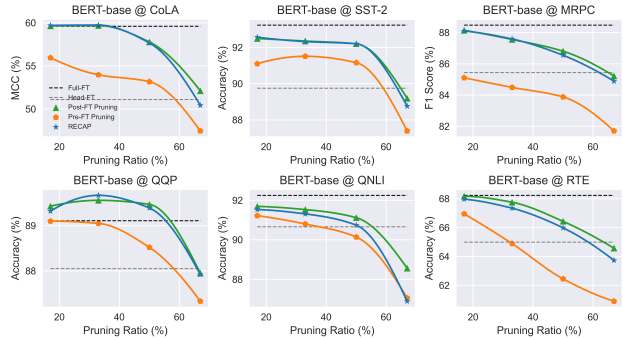 BERT-base @ CoLA
60
55
50
MCC (%)
Full-FT
Head-FT
Post-FT Pruning
Pre-FT Pruning
RECAP
20 40 60
Pruning Ratio (%)
BERT-base @ SST-2
92
90
88
Accuracy (%)
20 40 60
Pruning Ratio (%)
BERT-base @ MRPC
88
86
84
82
F1 Score (%)
20 40 60
Pruning Ratio (%)
BERT-base @ QQP
89
88
Accuracy (%)
20 40 60
Pruning Ratio (%)
BERT-base @ QNLI
92
90
88
Accuracy (%)
20 40 60
Pruning Ratio (%)
BERT-base @ RTE
68
66
64
62
Accuracy (%)
20 40 60
Pruning Ratio (%)